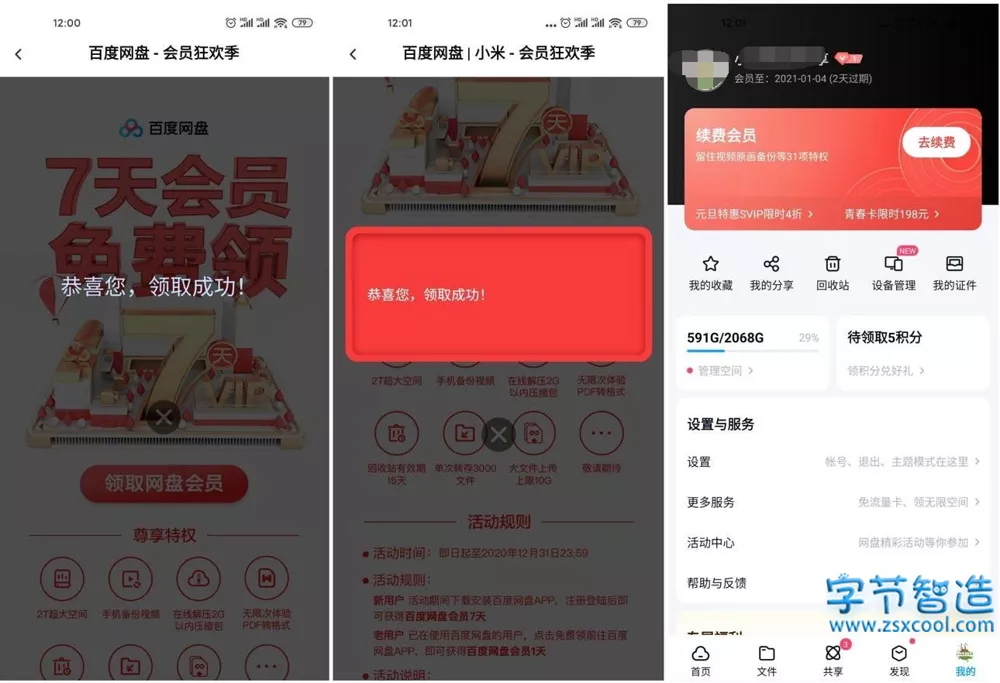 12:00
79
百度网盘 - 会员狂欢季
百度网盘
7天会员
免费领
恭喜您，领取成功！
7天
VIP
领取网盘会员
尊享特权
2T超大空间
手机备份视频
在线解压2G
以内压缩包
无限次体验
PDF转格式
12:01
79
百度网盘 | 小米 - 会员狂欢季
7天
恭喜您，领取成功！
2T超大空间
手机备份视频
在线解压2G
以内压缩包
无限次体验
PDF转格式
回收站有效期
15天
单次转存3000
文件
大文件上传
上限10G
敬请期待
活动规则
活动时间：即日起至2020年12月31日23:59
活动规则：
新用户 活动期间下载安装百度网盘APP，注册登陆后即
可获得百度网盘会员7天
老用户 已在使用百度网盘的用户，点击免费领前往百度
网盘APP，即可获得百度网盘会员1天
活动说明：
12:01
会员至：2021-01-04 (2天过期)
续费会员
留住视频原画备份等31项特权
去续费
元旦特惠SVIP限时4折
青春卡限时198元
NEW
我的收藏
我的分享
回收站
设备管理
我的证件
591G/2068G
29%
管理空间
待领取5积分
领积分兑好礼
设置与服务
设置
帐号、退出、主题模式在这里
更多服务
免流量卡、领无限空间
活动中心
网盘精彩活动等你参加
帮助与反馈
字节智造
www.zsxcool.com
首页
文件
3
共享
发现
我的